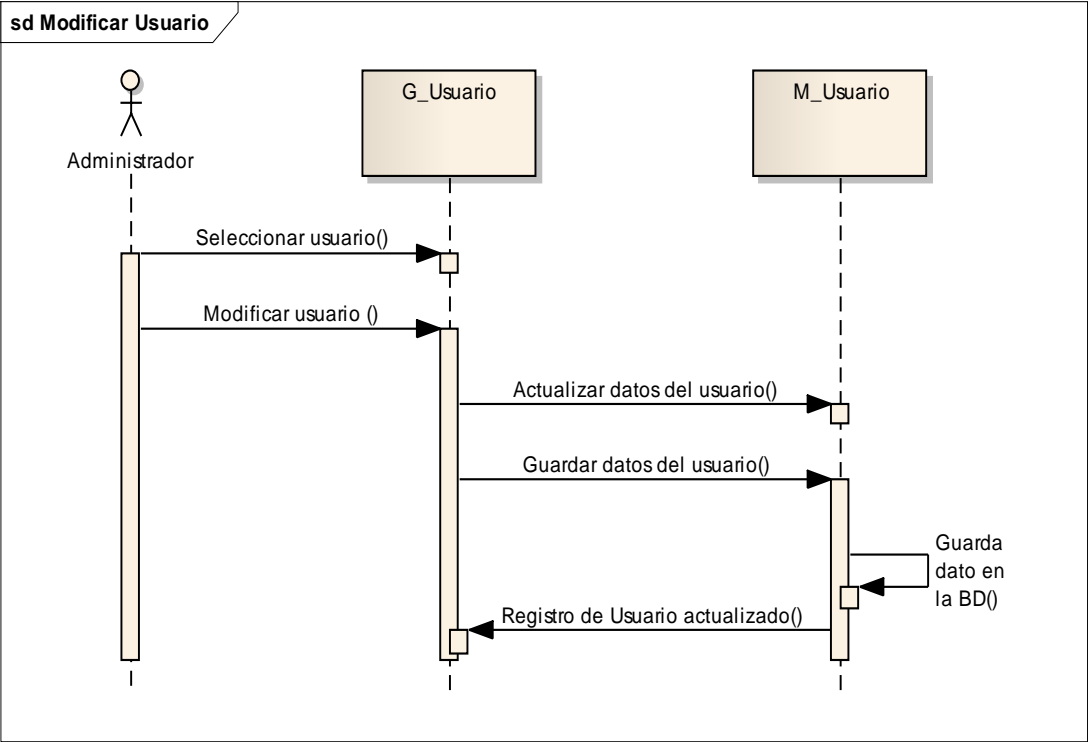 sd Modificar Usuario
G_Usuario
M_Usuario
Administrador
Seleccionar usuario()
Modificar usuario ()
Actualizar datos del usuario()
Guardar datos del usuario()
Guarda
dato en
la BD()
Registro de Usuario actualizado()